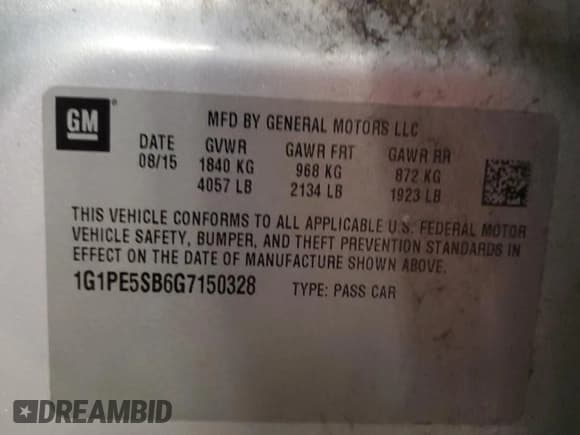 GM
MFD BY GENERAL MOTORS LLC
DATE GVWR GAWR FRT GAWR RR
08/15 1840 KG 968 KG 872 KG
4057 LB 2134 LB 1923 LB
THIS VEHICLE CONFORMS TO ALL APPLICABLE U.S. FEDERAL MOTOR
VEHICLE SAFETY, BUMPER, AND THEFT PREVENTION STANDARDS IN
EFFECT ON THE DATE OF MANUFACTURE SHOWN ABOVE.
1G1PE5SB6G7150328 TYPE: PASS CAR
DREAMBID